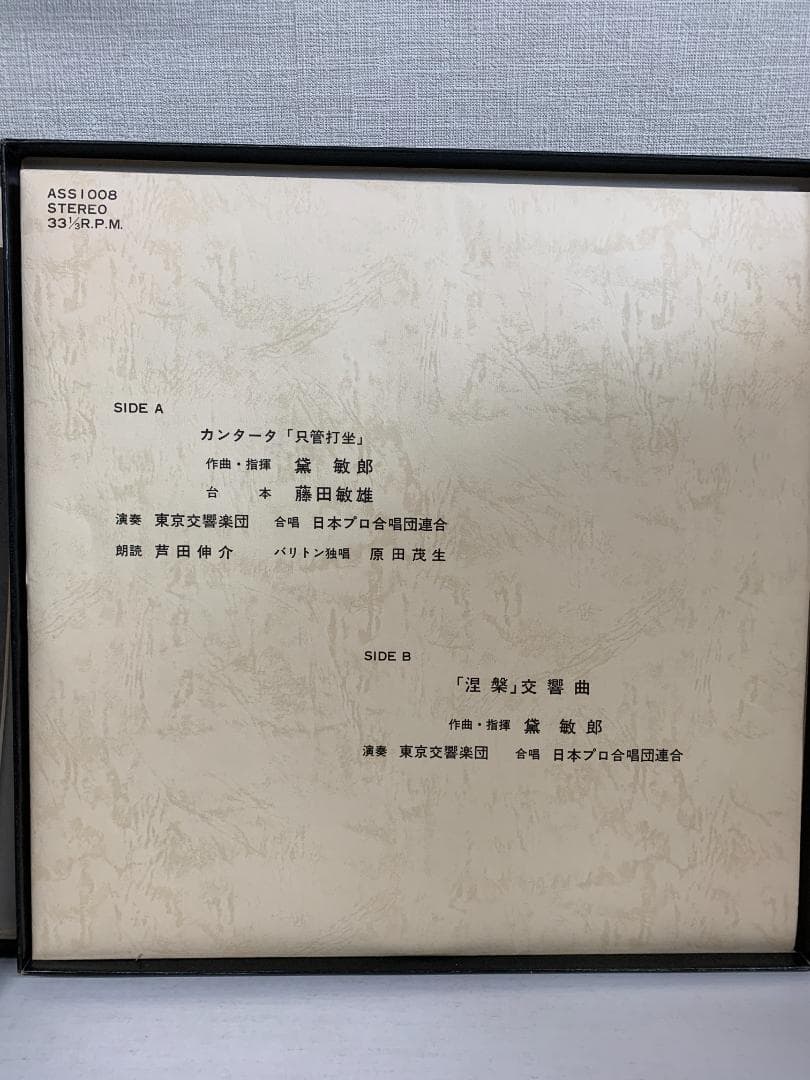 ASS1008
STEREO
33⅓R.P.M.
SIDE A
カンタータ「只管打坐」
作曲・指揮 黛 敏郎
台 本 藤田敏雄
演奏 東京交響楽団 合唱 日本プロ合唱団連合
朗読 芦田伸介 バリトン独唱 原田茂生
SIDE B
「涅槃」交響曲
作曲・指揮 黛 敏郎
演奏 東京交響楽団 合唱 日本プロ合唱団連合